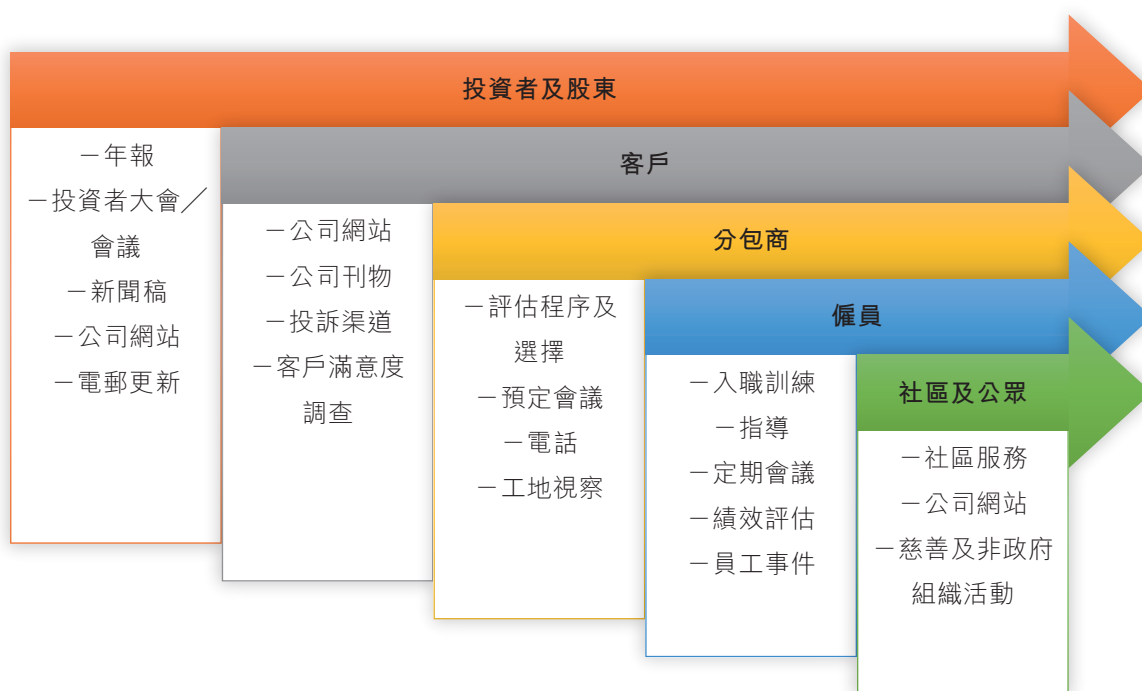 投資者及股東
－年報
－投資者大會／
會議
－新聞稿
－公司網站
－電郵更新
客戶
－公司網站
－公司刊物
－投訴渠道
－客戶滿意度
調查
分包商
－評估程序及
選擇
－預定會議
－電話
－工地視察
僱員
－入職訓練
－指導
－定期會議
－績效評估
－員工事件
社區及公眾
－社區服務
－公司網站
－慈善及非政府
組織活動